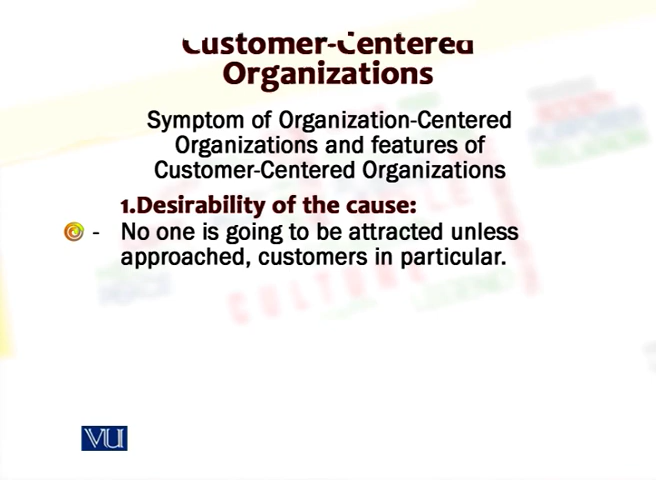 Customer-Centered
Organizations
Symptom of Organization-Centered
Organizations and features of
Customer-Centered Organizations
1.Desirability of the cause:
- No one is going to be attracted unless
approached, customers in particular.
VU